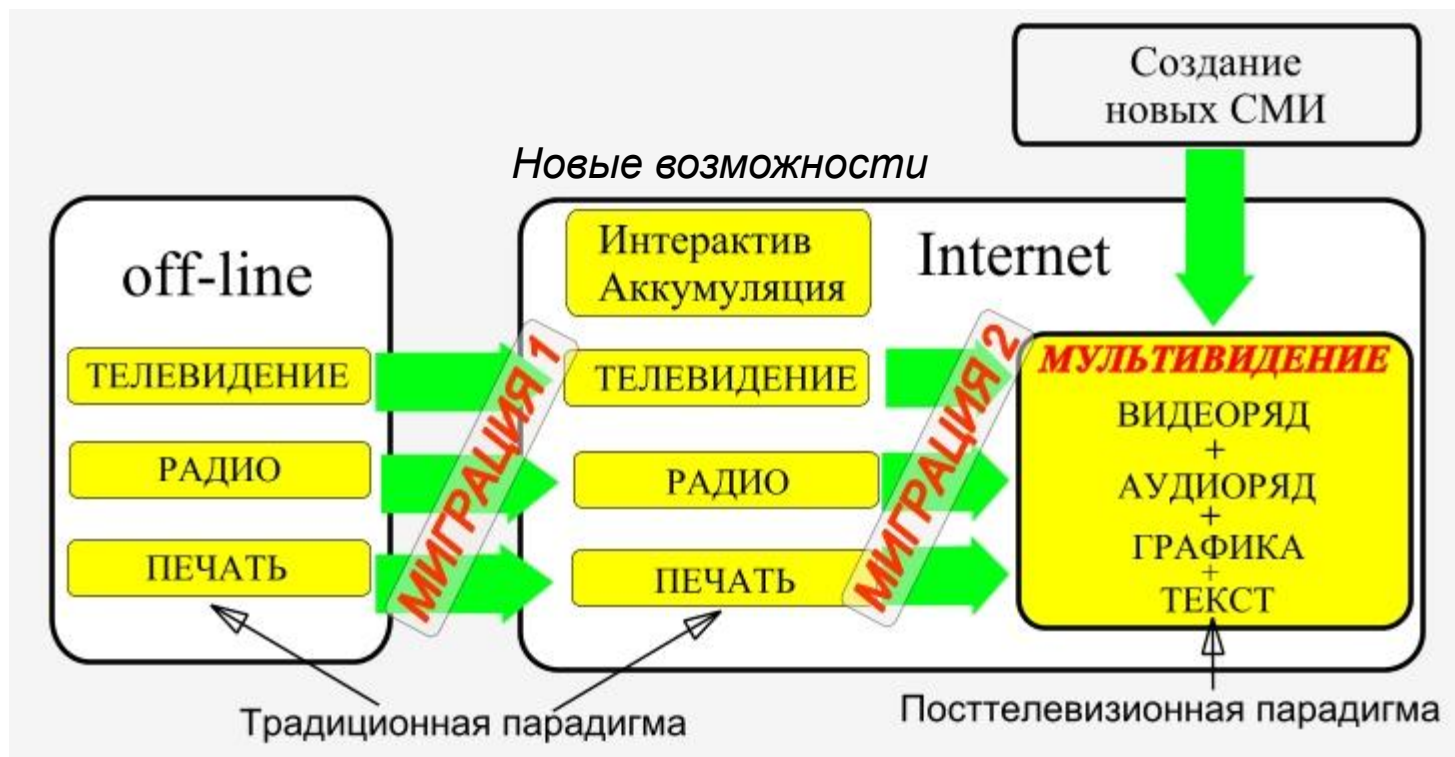 Создание
новых СМИ
Новые возможности
off-line
ТЕЛЕВИДЕНИЕ
РАДИО
ПЕЧАТЬ
МИГРАЦИЯ 1
Интерактив
Аккумуляция
Internet
ТЕЛЕВИДЕНИЕ
РАДИО
ПЕЧАТЬ
МИГРАЦИЯ 2
МУЛЬТИВИДЕНИЕ
ВИДЕОРЯД
+
АУДИОРЯД
+
ГРАФИКА
+
ТЕКСТ
Традиционная парадигма
Посттелевизионная парадигма